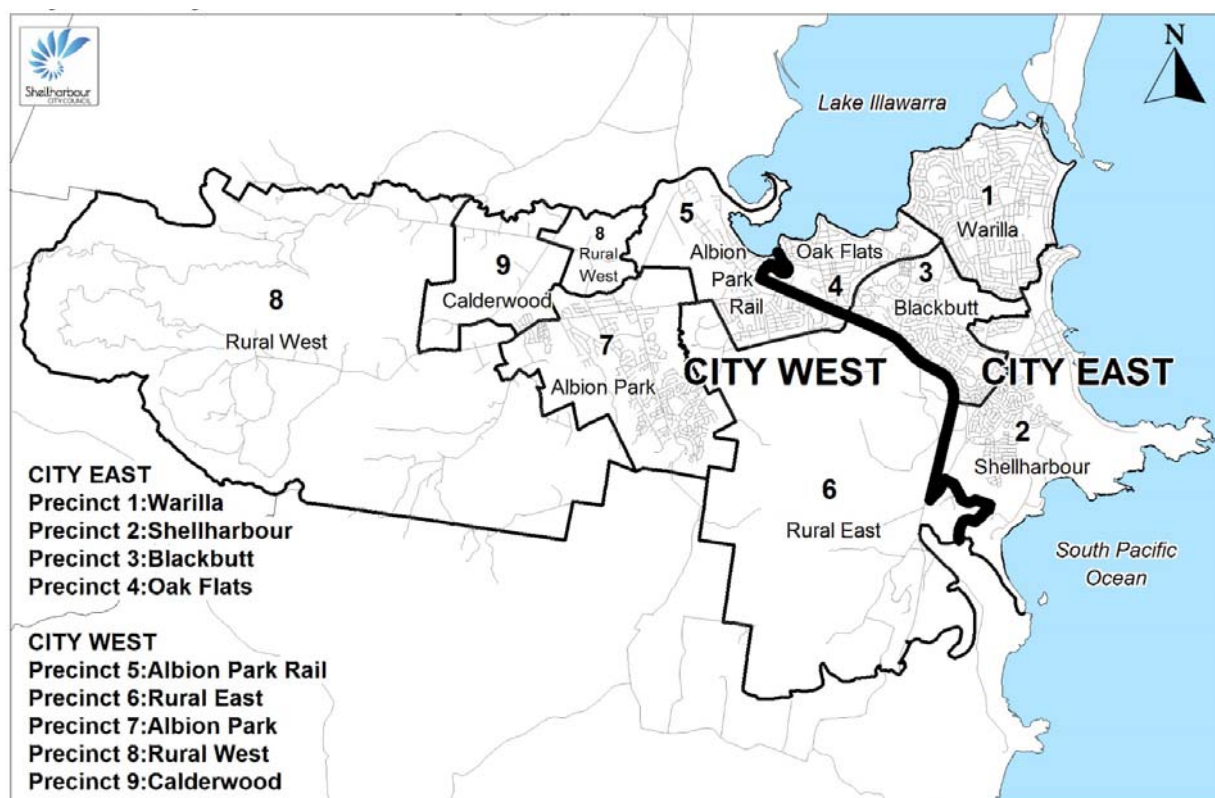 Shellharbour
CITY COUNCIL
N
Lake Illawarra
1
Warilla
5
8
Rural
West
Albion
Park
Rail
Oak Flats
4
3
Blackbutt
9
Calderwood
8
Rural West
7
Albion Park
CITY WEST
CITY EAST
2
Shellharbour
6
Rural East
South Pacific
Ocean
CITY EAST
Precinct 1:Warilla
Precinct 2:Shellharbour
Precinct 3:Blackbutt
Precinct 4:Oak Flats
CITY WEST
Precinct 5:Albion Park Rail
Precinct 6:Rural East
Precinct 7:Albion Park
Precinct 8:Rural West
Precinct 9:Calderwood